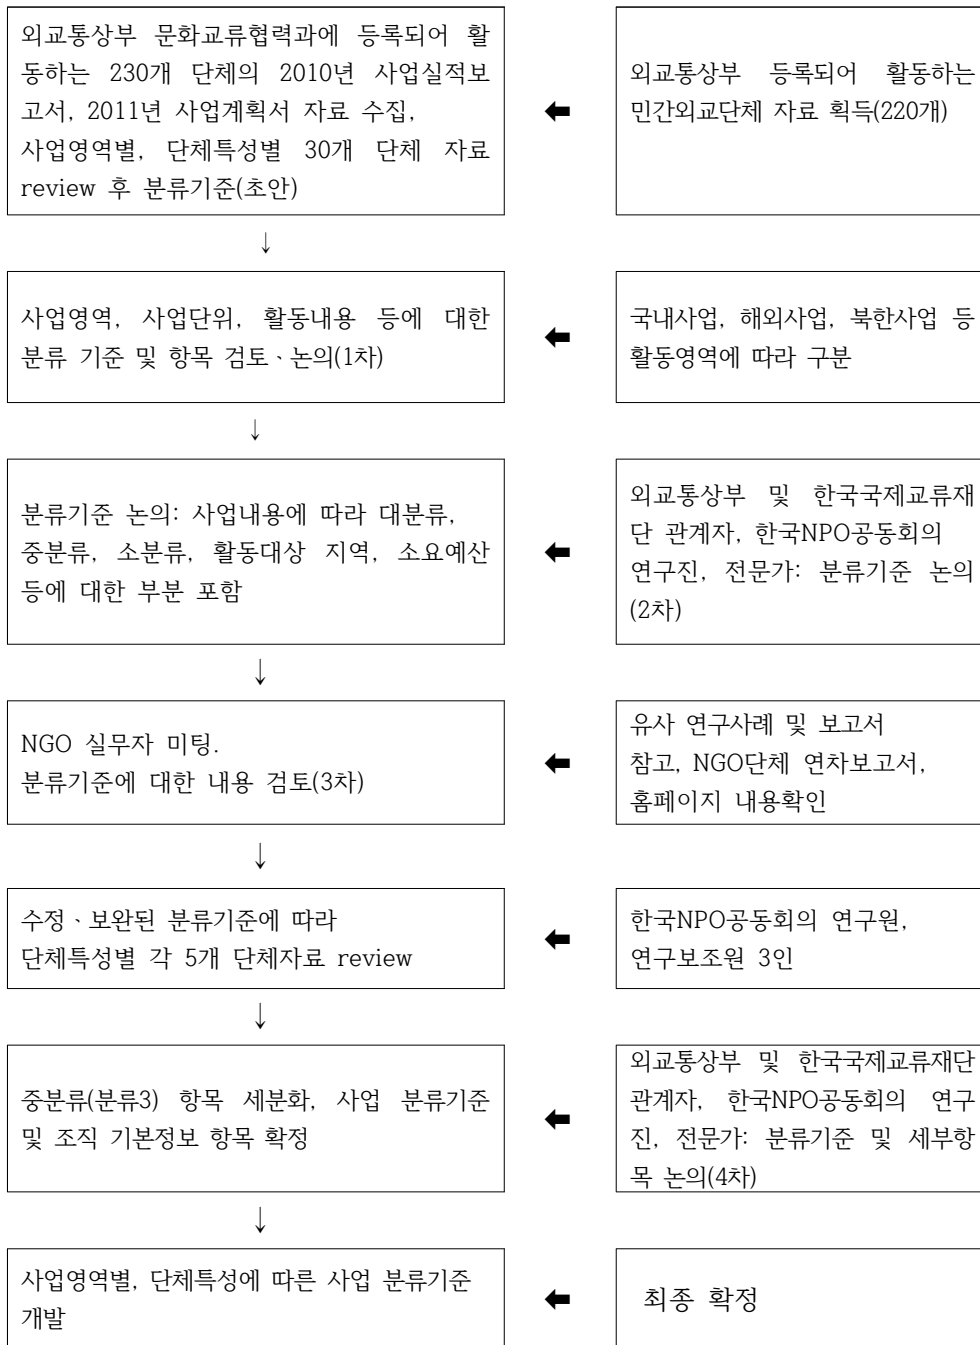 외교통상부 문화교류협력과에 등록되어 활
동하는 230개 단체의 2010년 사업실적보
고서, 2011년 사업계획서 자료 수집,
사업영역별, 단체특성별 30개 단체 자료
review 후 분류기준(초안)
외교통상부 등록되어 활동하는
민간외교단체 자료 획득(220개)
사업영역, 사업단위, 활동내용 등에 대한
분류 기준 및 항목 검토、논의(1차)
국내사업, 해외사업, 북한사업 등
활동영역에 따라 구분
분류기준 논의: 사업내용에 따라 대분류,
중분류, 소분류, 활동대상 지역, 소요예산
등에 대한 부분 포함
외교통상부 및 한국국제교류재
단 관계자, 한국NPO공동회의
연구진, 전문가: 분류기준 논의
(2차)
NGO 실무자 미팅.
분류기준에 대한 내용 검토(3차)
유사 연구사례 및 보고서
참고, NGO단체 연차보고서,
홈페이지 내용확인
수정、보완된 분류기준에 따라
단체특성별 각 5개 단체자료 review
한국NPO공동회의 연구원,
연구보조원 3인
중분류(분류3) 항목 세분화, 사업 분류기준
및 조직 기본정보 항목 확정
외교통상부 및 한국국제교류재단
관계자, 한국NPO공동회의 연구
진, 전문가: 분류기준 및 세부항
목 논의(4차)
사업영역별, 단체특성에 따른 사업 분류기준
개발
최종 확정